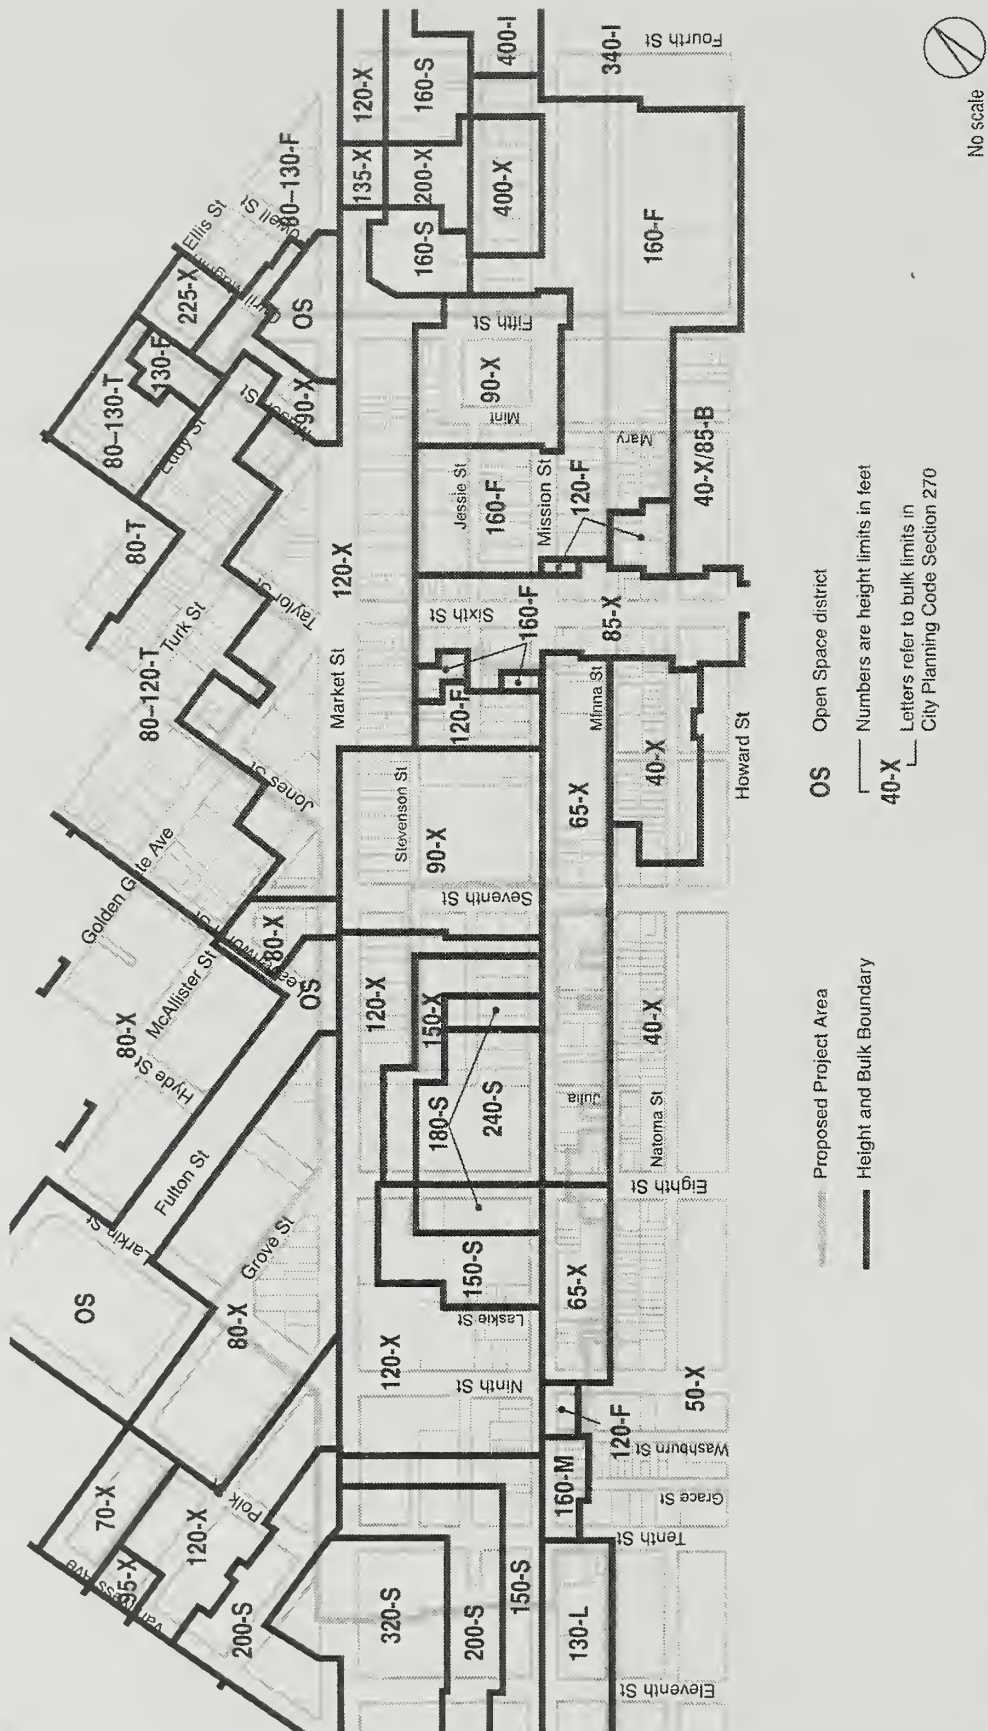 Fourth St
400-I
340-I
160-S
120-X
80–130-F
135-X
200-X
400-X
160-F
160-S
Ellis St
225-X
OS
130-E
80–130-T
Eddy St
90-X
Fifth St
90-X
Mint
Mary
40-X/85-B
Jessie St
160-F
Mission St
120-F
80-T
Turk St
Taylor St
120-X
Sixth St
160-F
85-X
80–120-T
Market St
120-F
Minna St
40-X
Howard St
Jones St
Stevenson St
90-X
65-X
Golden Gate Ave
Seventh St
McAllister St
80-X
OS
80-X
Hyde St
120-X
150-X
180-S
240-S
Julia
40-X
Natoma St
Fulton St
Eighth St
Larkin St
Grove St
OS
80-X
150-S
Laskie St
65-X
120-X
Ninth St
50-X
120-F
Washburn St
160-M
Grace St
Tenth St
70-X
Polk
120-X
95-X
200-S
320-S
200-S
150-S
130-L
Eleventh St
No scale
OS Open Space district
40-X
Numbers are height limits in feet
Letters refer to bulk limits in
City Planning Code Section 270
Proposed Project Area
Height and Bulk Boundary